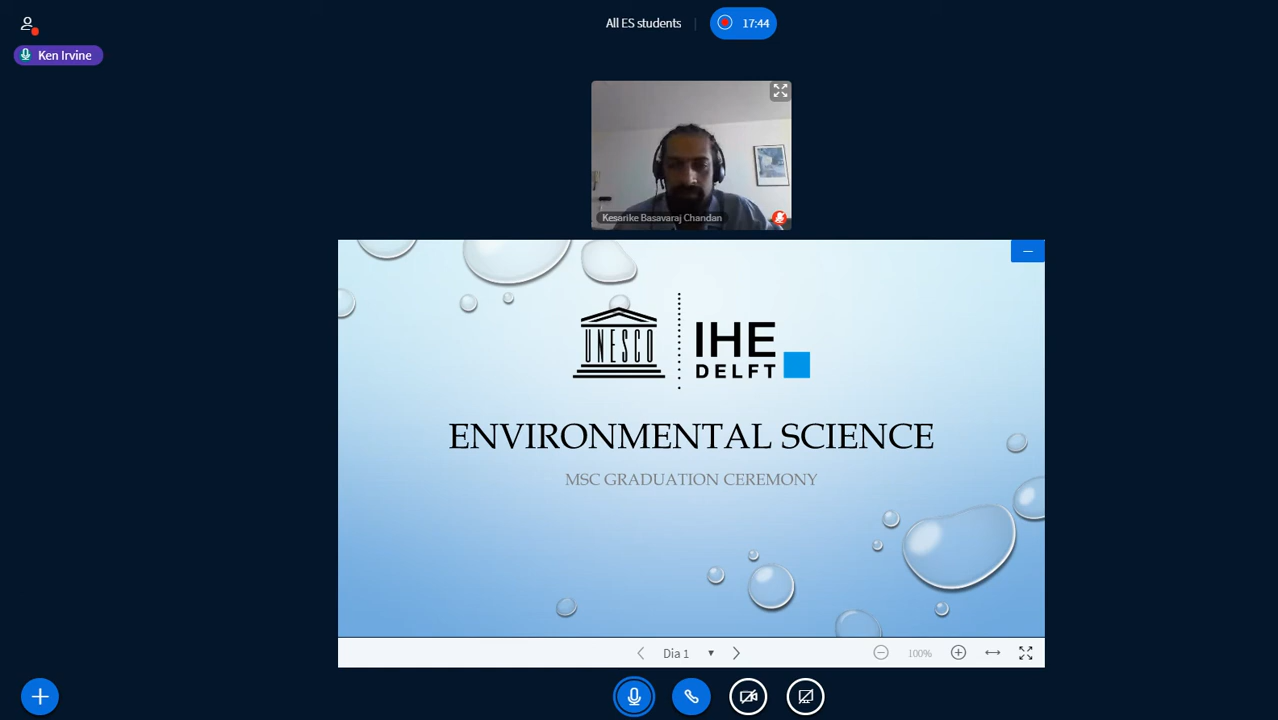 All ES students
17:44
Ken Irvine
Kesarike Basavaraj Chandan
UNESCO
IHE
DELFT
ENVIRONMENTAL SCIENCE
MSC GRADUATION CEREMONY
Dia 1
100%